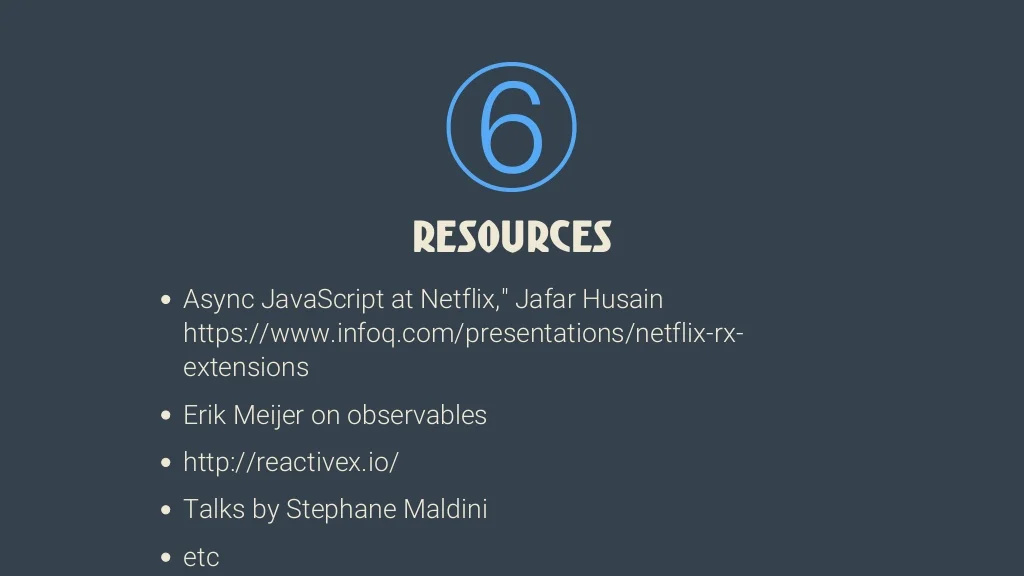 6
RESOURCES
• Async JavaScript at Netflix," Jafar Husain
https://www.infoq.com/presentations/netflix-rx-
extensions
• Erik Meijer on observables
• http://reactivex.io/
• Talks by Stephane Maldini
• etc